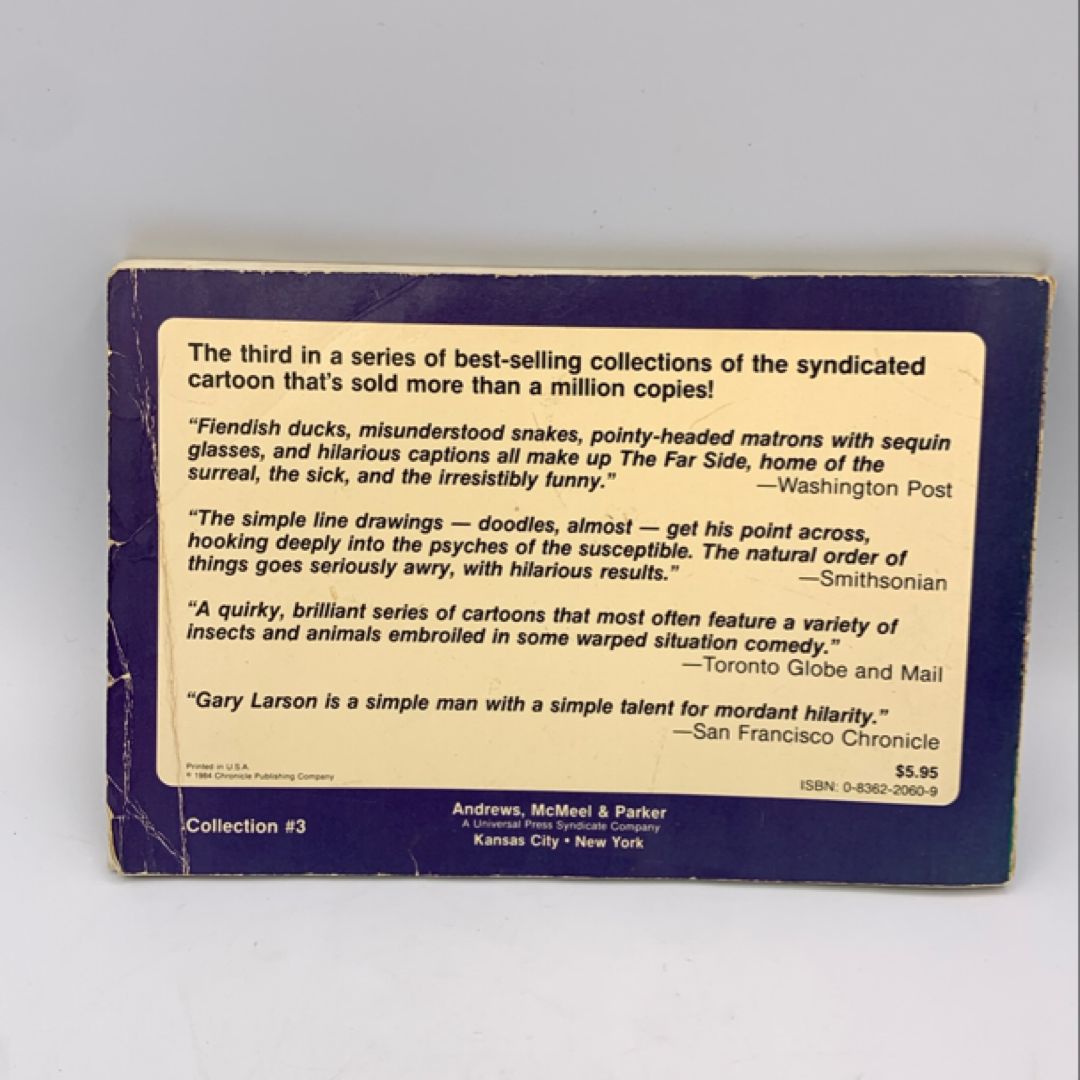 The third in a series of best-selling collections of the syndicated
cartoon that's sold more than a million copies!
“Fiendish ducks, misunderstood snakes, pointy-headed matrons with sequin
glasses, and hilarious captions all make up The Far Side, home of the
surreal, the sick, and the irresistibly funny.” —Washington Post
“The simple line drawings — doodles, almost — get his point across,
hooking deeply into the psyches of the susceptible. The natural order of
things goes seriously awry, with hilarious results.” —Smithsonian
“A quirky, brilliant series of cartoons that most often feature a variety of
insects and animals embroiled in some warped situation comedy.”
—Toronto Globe and Mail
“Gary Larson is a simple man with a simple talent for mordant hilarity.”
—San Francisco Chronicle
Printed in U.S.A.
© 1984 Chronicle Publishing Company
$5.95
ISBN: 0-8362-2060-9
Collection #3
Andrews, McMeel & Parker
A Universal Press Syndicate Company
Kansas City • New York